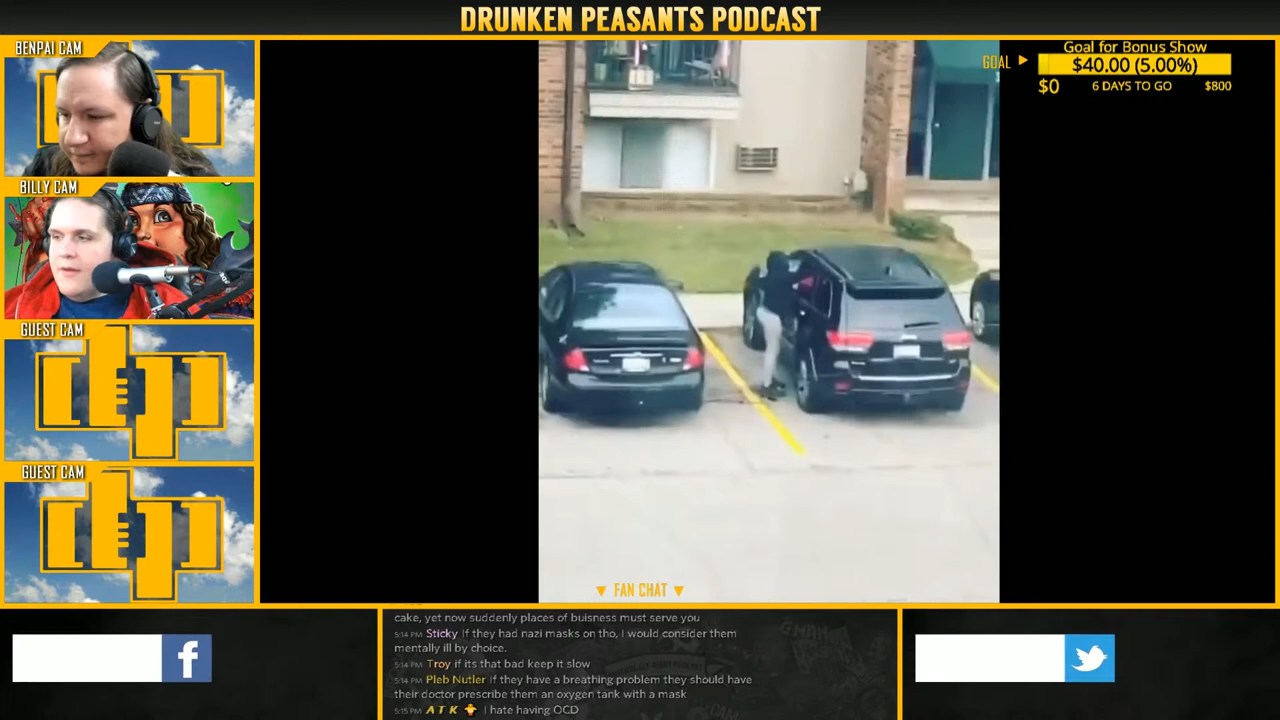 DRUNKEN PEASANTS PODCAST
BENPAI CAM
BILLY CAM
GUEST CAM
GUEST CAM
Goal for Bonus Show
GOAL ▶ $40.00 (5.00%)
$0 6 DAYS TO GO $800
▼ FAN CHAT ▼
cake, yet now suddenly places of buisness must serve you
5:14 PM Sticky If they had nazi masks on tho, I would consider them
mentally ill by choice.
5:14 PM Troy if its that bad keep it slow
5:14 PM Pleb Nutler If they have a breathing problem they should have
their doctor prescribe them an oxygen tank with a mask
5:15 PM A T K I hate having OCD